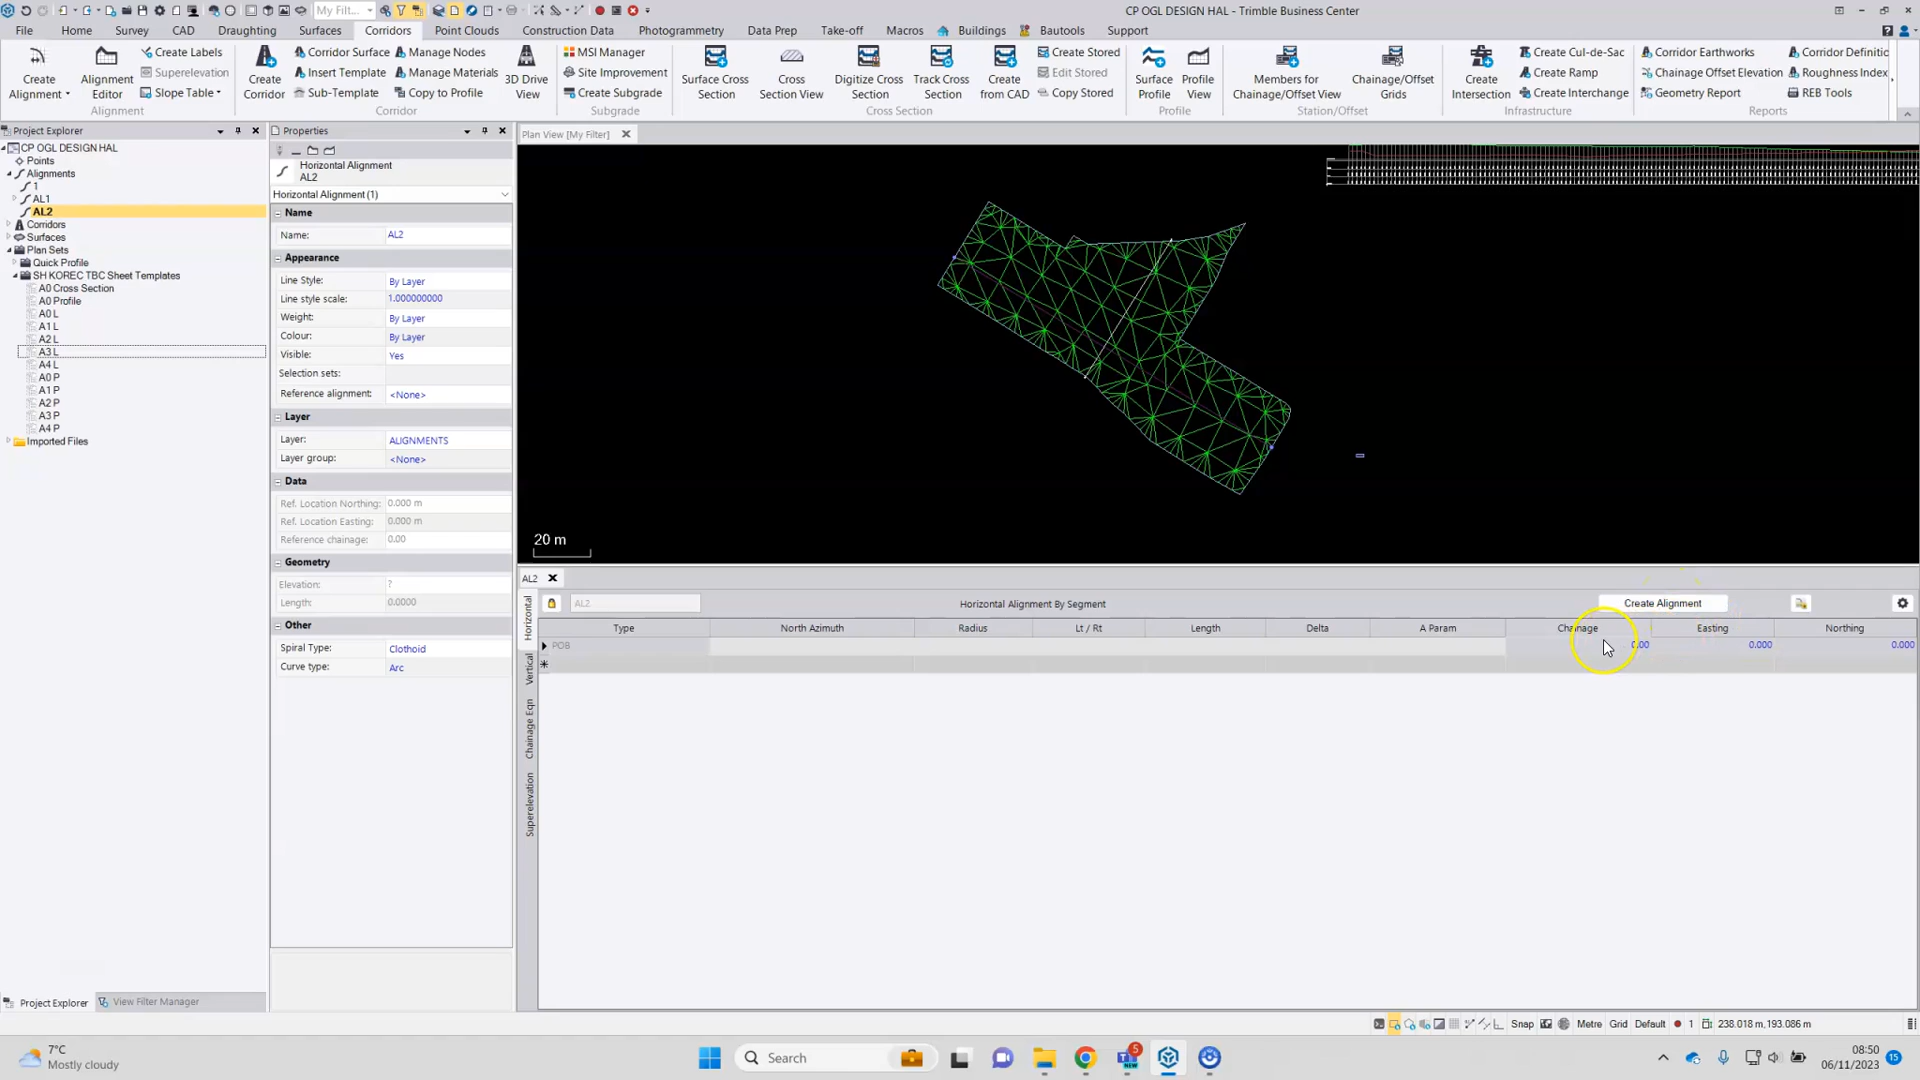 My Filt...
CP OGL DESIGN HAL - Trimble Business Center
File Home Survey CAD Draughting Surfaces Corridors Point Clouds Construction Data Photogrammetry Data Prep Take-off Macros Buildings Bautools Support
Create Alignment
Alignment Editor
Create Labels
Superelevation
Slope Table
Alignment
Create Corridor
Corridor Surface
Insert Template
Sub-Template
Manage Nodes
Manage Materials
Copy to Profile
3D Drive View
Corridor
MSI Manager
Site Improvement
Create Subgrade
Subgrade
Surface Cross Section
Cross Section View
Digitize Cross Section
Track Cross Section
Create from CAD
Create Stored
Edit Stored
Copy Stored
Cross Section
Surface Profile
Profile View
Profile
Members for Chainage/Offset View
Chainage/Offset Grids
Station/Offset
Create Intersection
Create Cul-de-Sac
Create Ramp
Create Interchange
Infrastructure
Corridor Earthworks
Chainage Offset Elevation
Geometry Report
Corridor Definitic
Roughness Index
REB Tools
Reports
Project Explorer
CP OGL DESIGN HAL
Points
Alignments
1
AL1
AL2
Corridors
Surfaces
Plan Sets
Quick Profile
SH KOREC TBC Sheet Templates
A0 Cross Section
A0 Profile
A0 L
A1 L
A2 L
A3 L
A4 L
A0 P
A1 P
A2 P
A3 P
A4 P
Imported Files
Project Explorer View Filter Manager
Properties
Horizontal Alignment
AL2
Horizontal Alignment (1)
Name
Name: AL2
Appearance
Line Style: By Layer
Line style scale: 1.000000000
Weight: By Layer
Colour: By Layer
Visible: Yes
Selection sets:
Reference alignment: <None>
Layer
Layer: ALIGNMENTS
Layer group: <None>
Data
Ref. Location Northing: 0.000 m
Ref. Location Easting: 0.000 m
Reference chainage: 0.00
Geometry
Elevation: ?
Length: 0.0000
Other
Spiral Type: Clothoid
Curve type: Arc
Plan View [My Filter]
20 m
AL2
Horizontal
Vertical
Chainage Eqn
Superelevation
AL2 Horizontal Alignment By Segment Create Alignment
Type North Azimuth Radius Lt / Rt Length Delta A Param Chainage Easting Northing
POB 0.00 0.000 0.000
Snap Metre Grid Default 1 238.018 m,193.086 m
7°C
Mostly cloudy
Search
5
NEW
08:50
06/11/2023
15